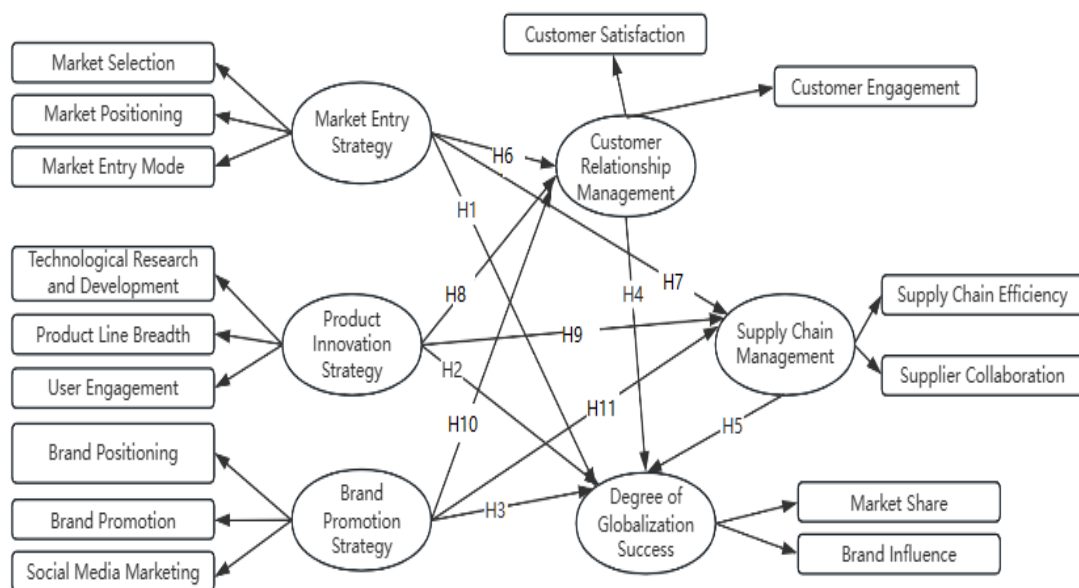 Customer Satisfaction
Market Selection
Customer Engagement
Market Positioning
Market Entry
Strategy
Customer
Relationship
Management
Market Entry Mode
H6
H1
Technological Research
and Development
H7
H8
H4
Supply Chain Efficiency
Product Line Breadth
Product
Innovation
Strategy
H9
Supply Chain
Management
H2
Supplier Collaboration
User Engagement
H11
H10
H5
Brand Positioning
Brand
Promotion
Strategy
Degree of
Globalization
Success
Market Share
H3
Brand Promotion
Brand Influence
Social Media Marketing